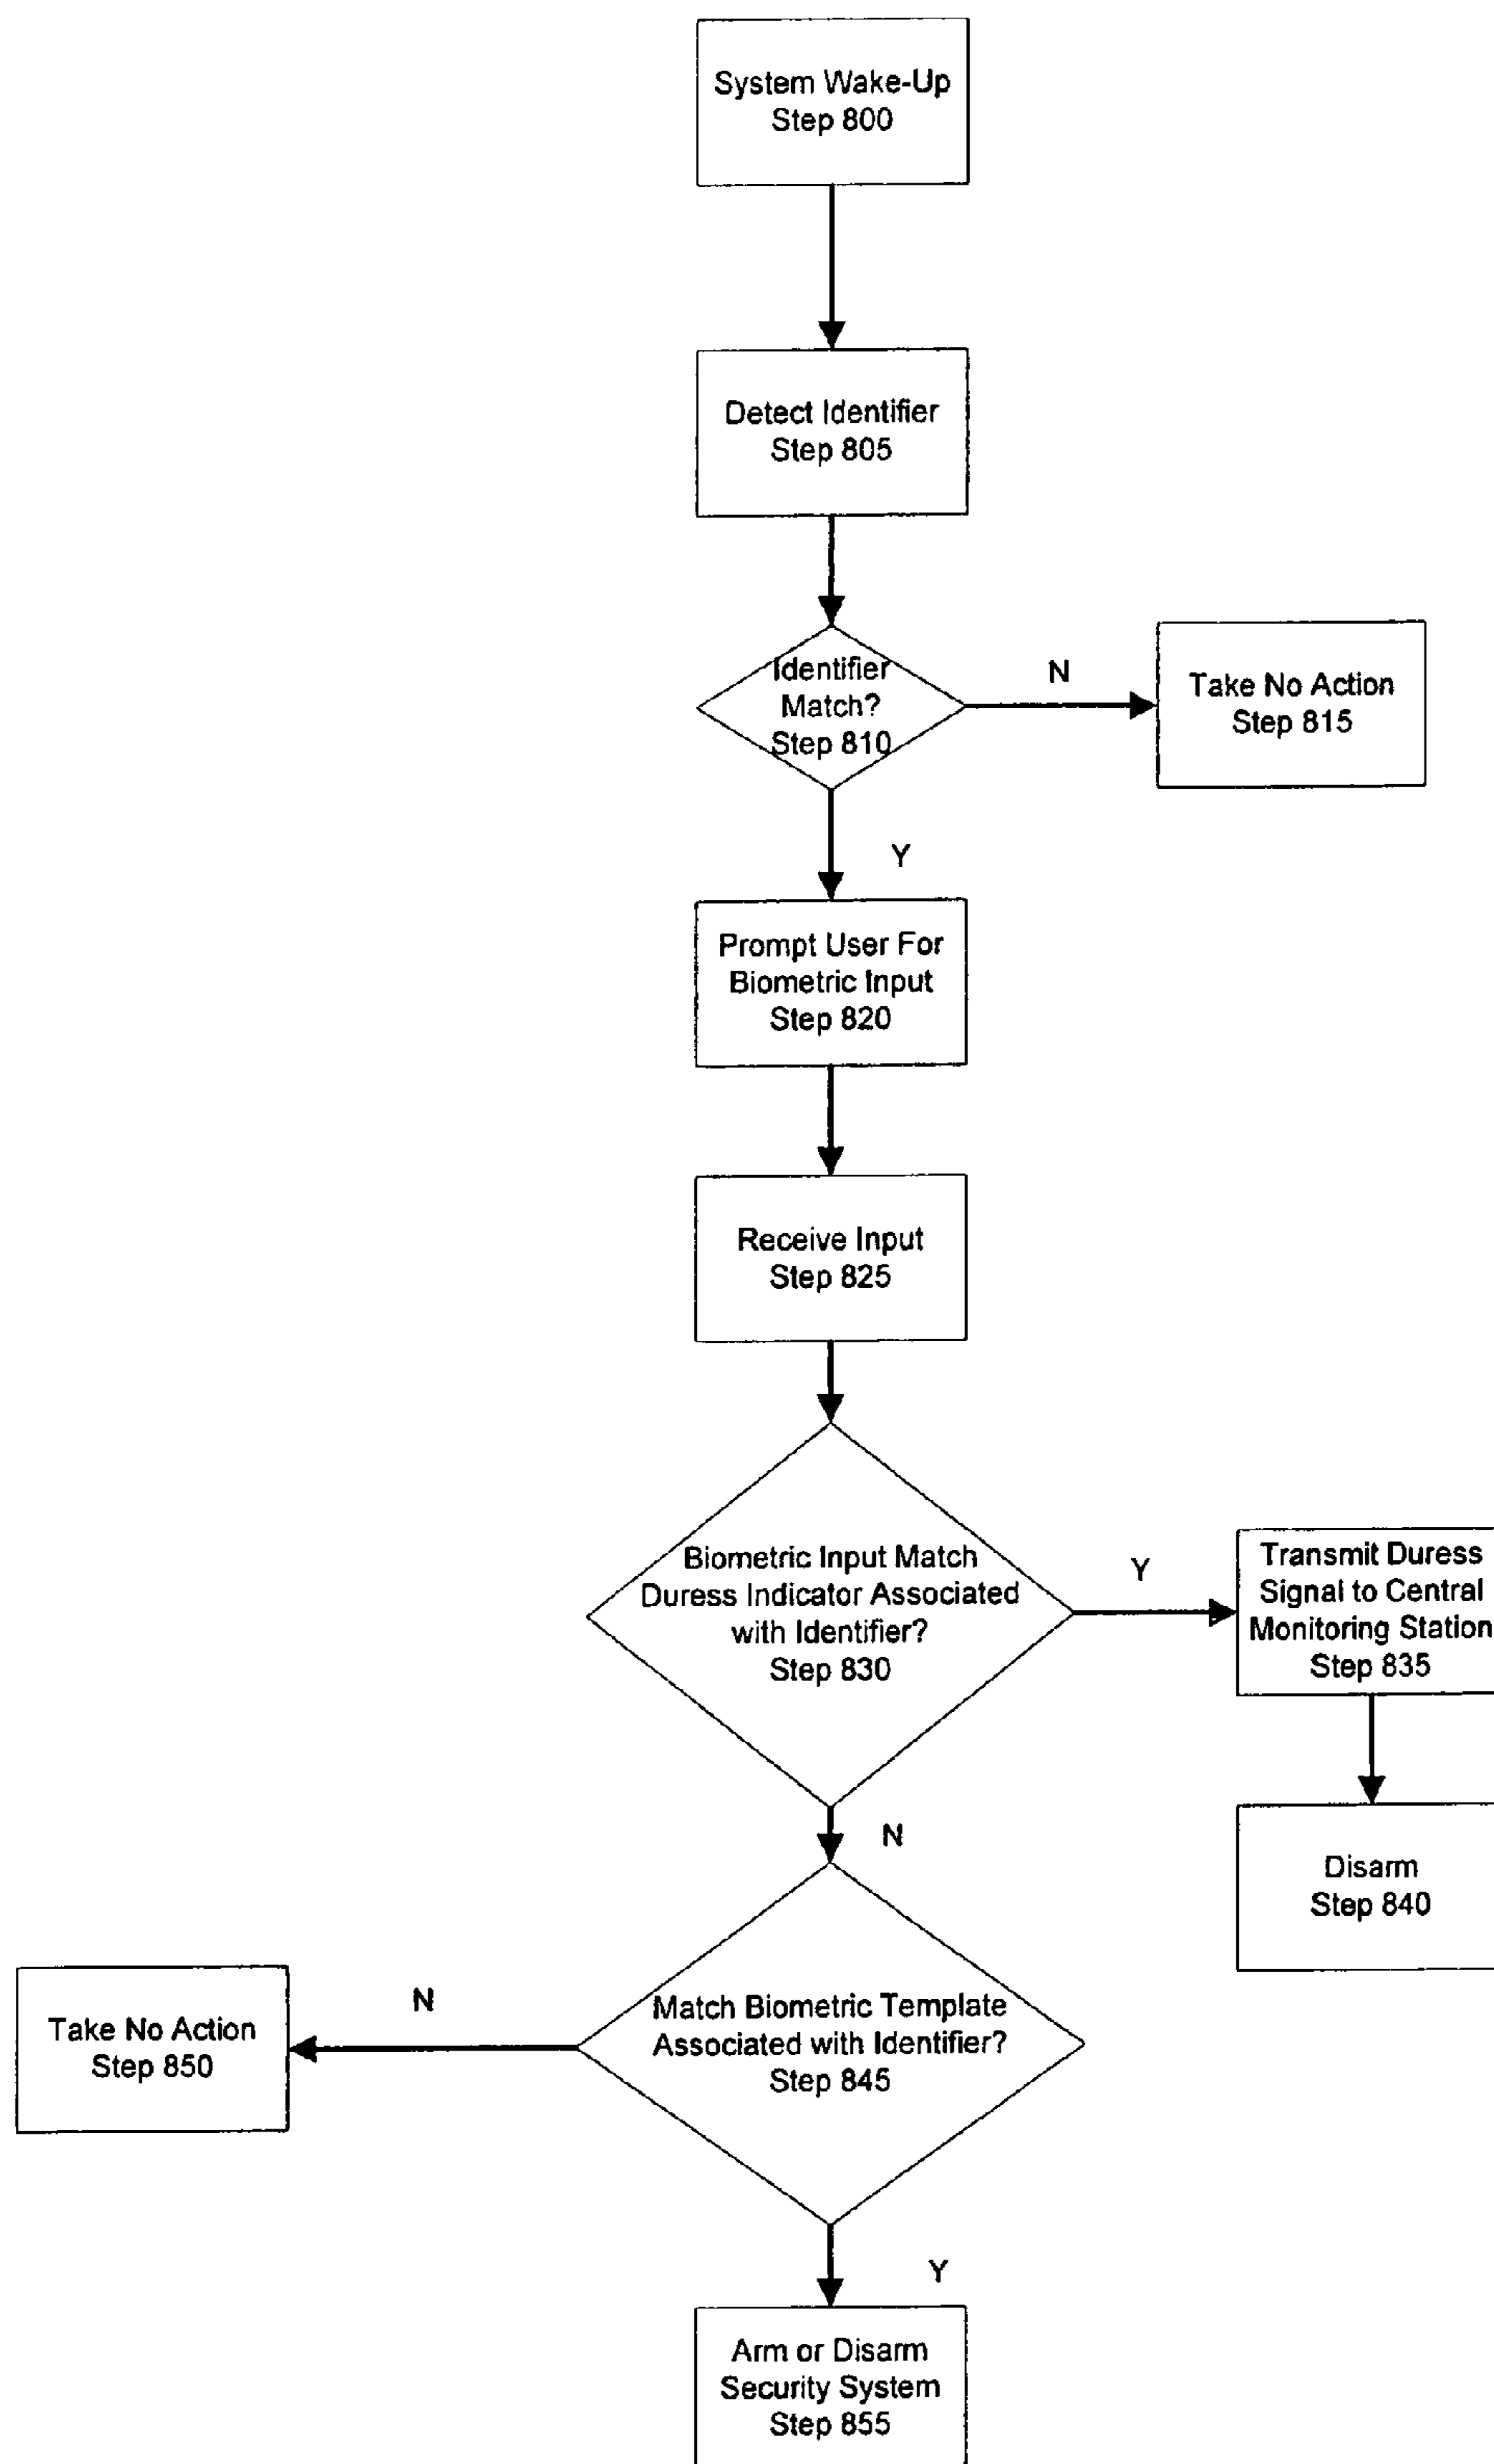 System Wake-Up
Step 800
Detect Identifier
Step 805
Identifier
Match?
Step 810
N
Take No Action
Step 815
Y
Prompt User For
Biometric Input
Step 820
Receive Input
Step 825
Biometric Input Match
Duress Indicator Associated
with Identifier?
Step 830
Y
Transmit Duress
Signal to Central
Monitoring Station
Step 835
Disarm
Step 840
N
Match Biometric Template
Associated with Identifier?
Step 845
N
Take No Action
Step 850
Y
Arm or Disarm
Security System
Step 855